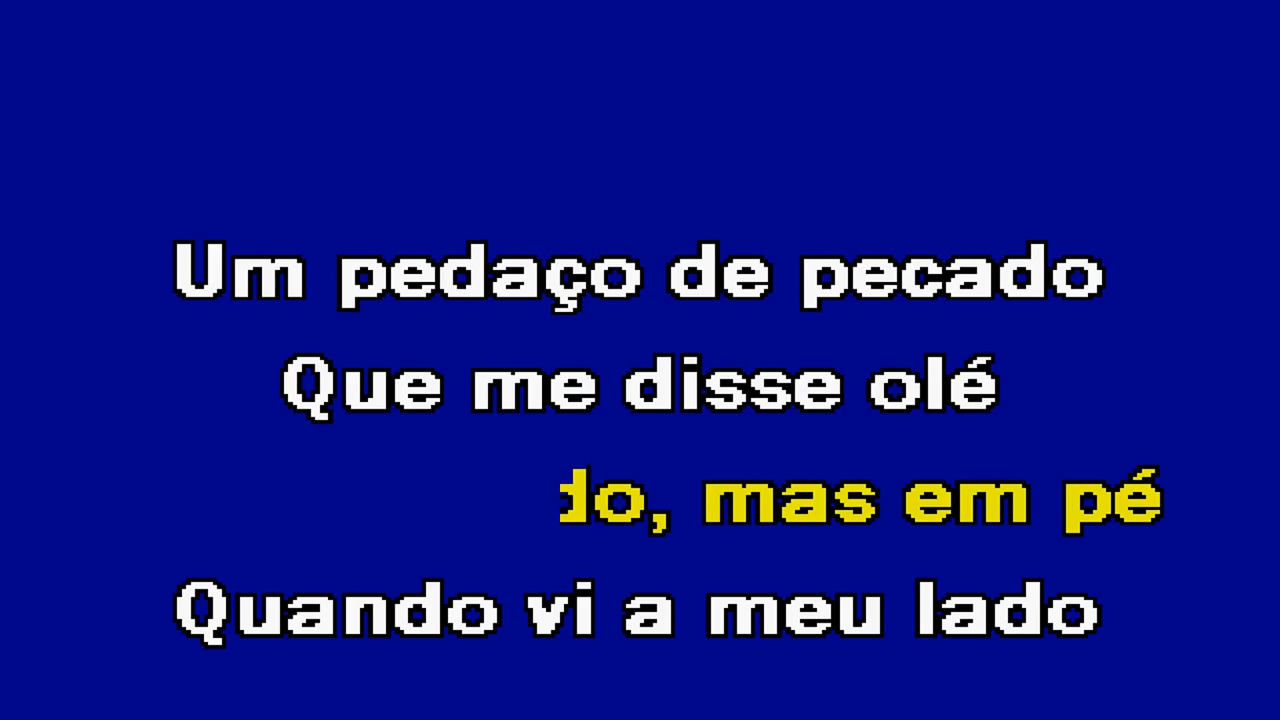 Um pedaço de pecado
Que me disse olé
do, mas em pé
Quando vi a meu lado